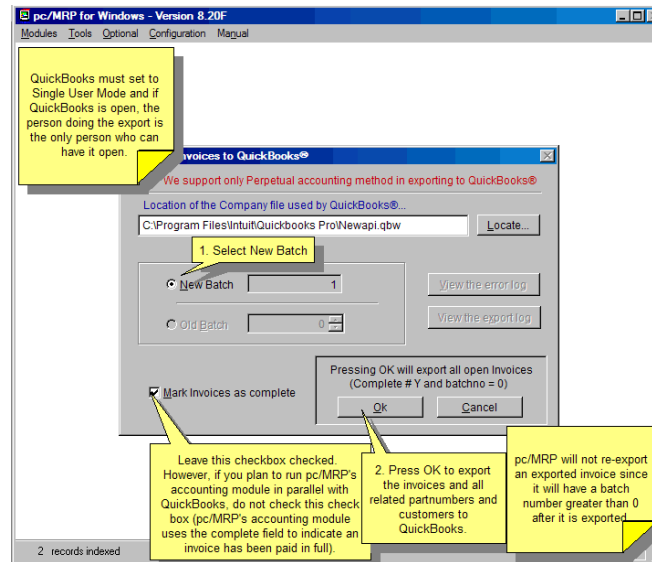 pc/MRP for Windows - Version 8.20F
Modules Tools Optional Configuration Manual
QuickBooks must set to
Single User Mode and if
QuickBooks is open, the
person doing the export is
the only person who can
have it open.
nvoices to QuickBooks®
We support only Perpetual accounting method in exporting to QuickBooks®
Location of the Company file used by QuickBooks®...
C:\Program Files\Intuit\Quickbooks Pro\Newapi.qbw
Locate...
1. Select New Batch
New Batch 1
View the error log
Old Batch 0
View the export log
Pressing OK will export all open Invoices
(Complete # Y and batchno = 0)
Mark Invoices as complete
Ok Cancel
Leave this checkbox checked.
However, if you plan to run pc/MRP's
accounting module in parallel with
QuickBooks, do not check this check
box (pc/MRP's accounting module
uses the complete field to indicate an
invoice has been paid in full).
2. Press OK to export
the invoices and all
related partnumbers and
customers to
QuickBooks.
pc/MRP will not re-export
an exported invoice since
it will have a batch
number greater than 0
after it is exported
2 records indexed